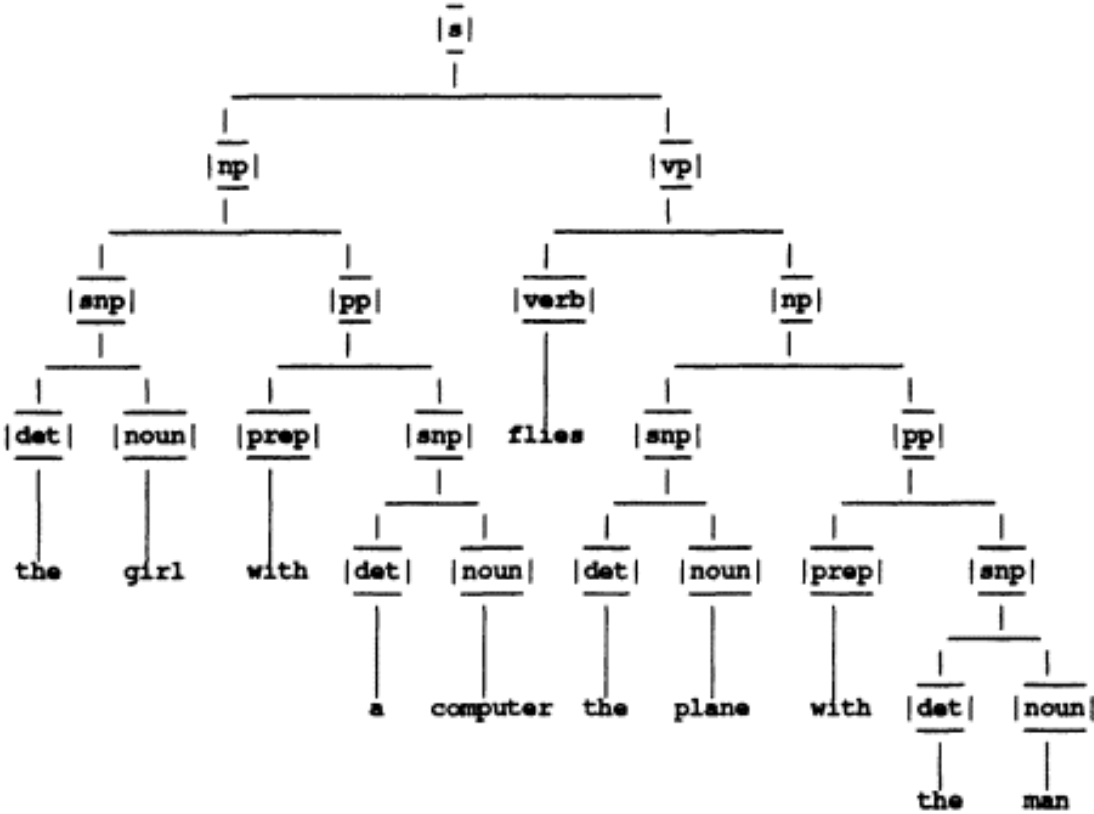 s
np vp
snp pp verb np
det noun prep snp flies snp pp
the girl with det noun det noun prep snp
a computer the plane with det noun
the man